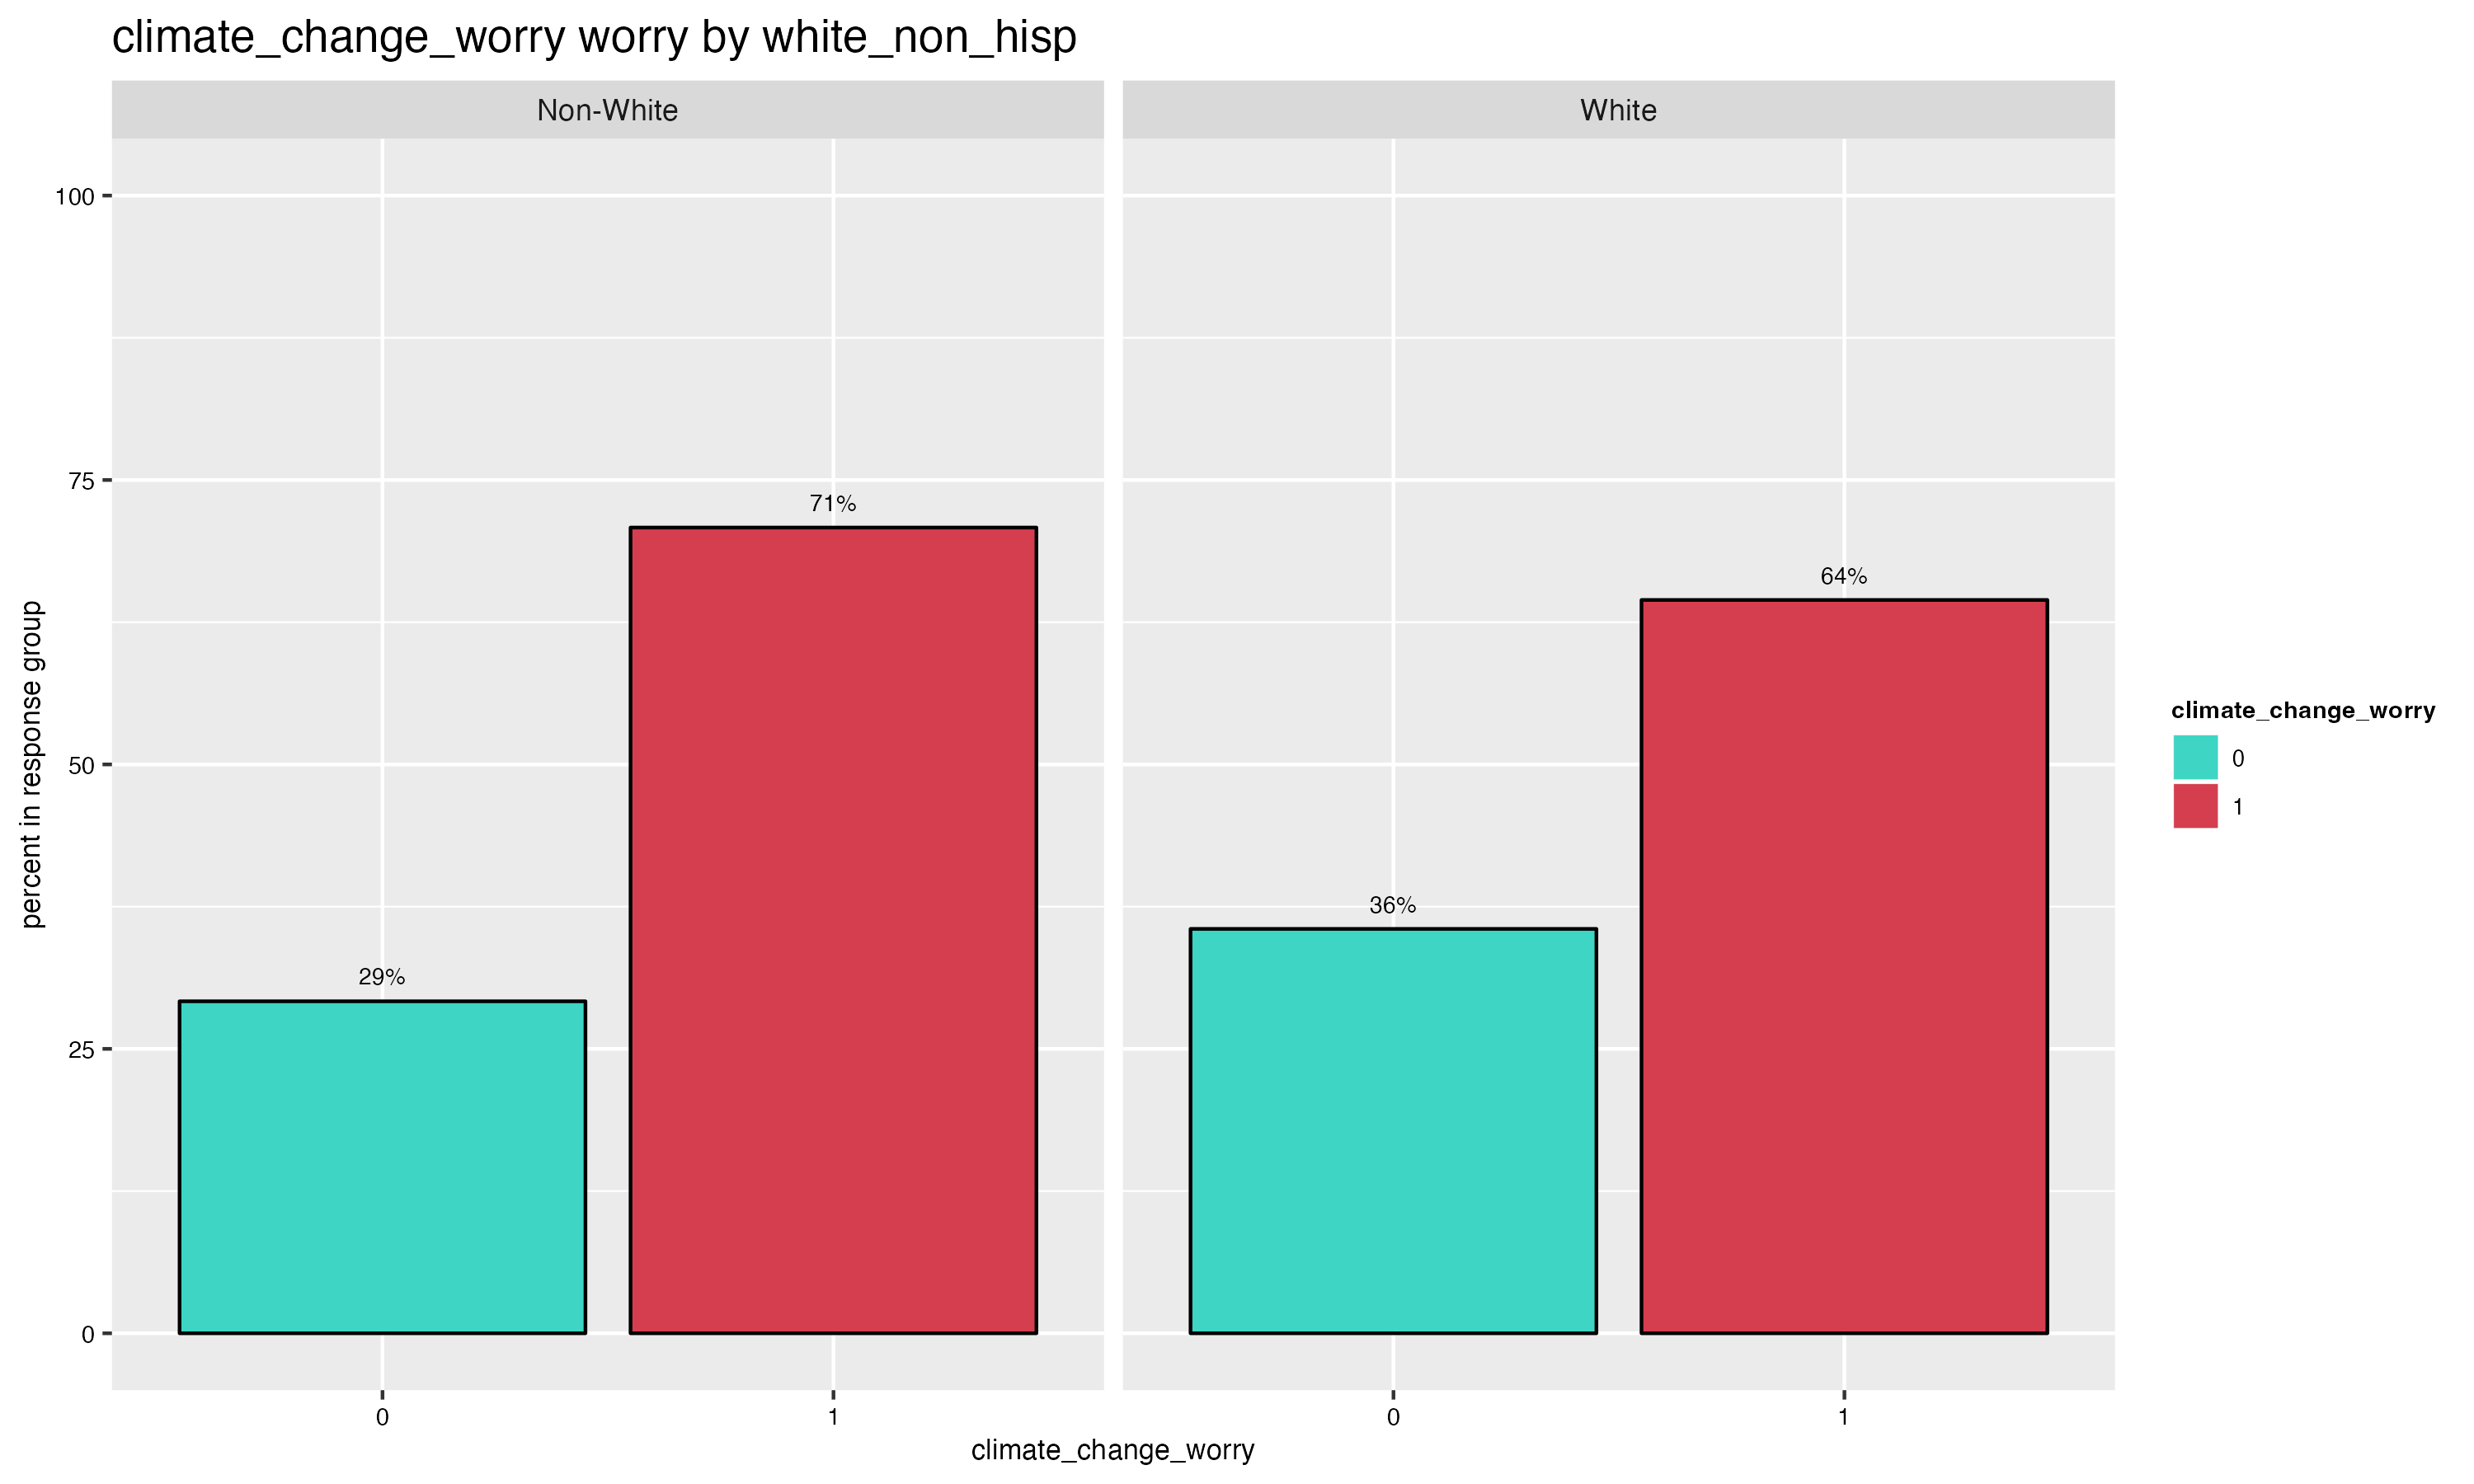 climate_change_worry worry by white_non_hisp
Non-White
White
100
75
50
25
0
percent in response group
29%
71%
36%
64%
0
1
0
1
climate_change_worry
climate_change_worry
0
1